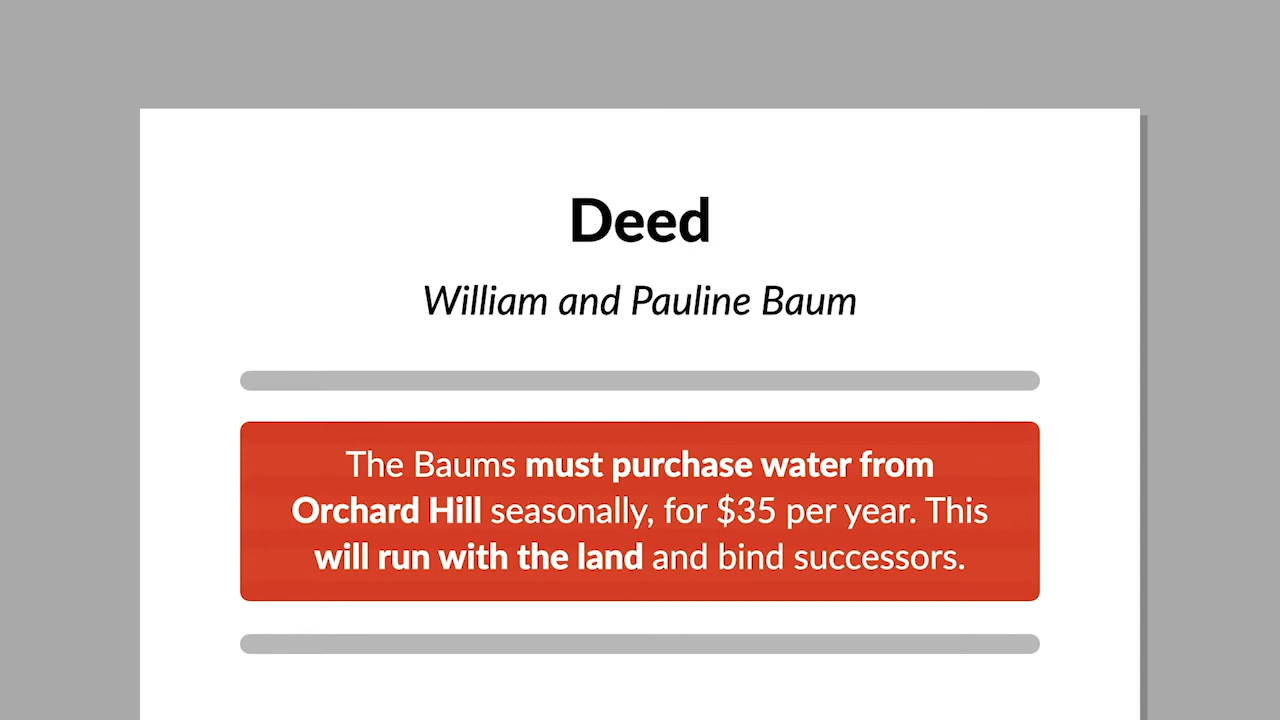 Deed
William and Pauline Baum
The Baums must purchase water from
Orchard Hill seasonally, for $35 per year. This
will run with the land and bind successors.